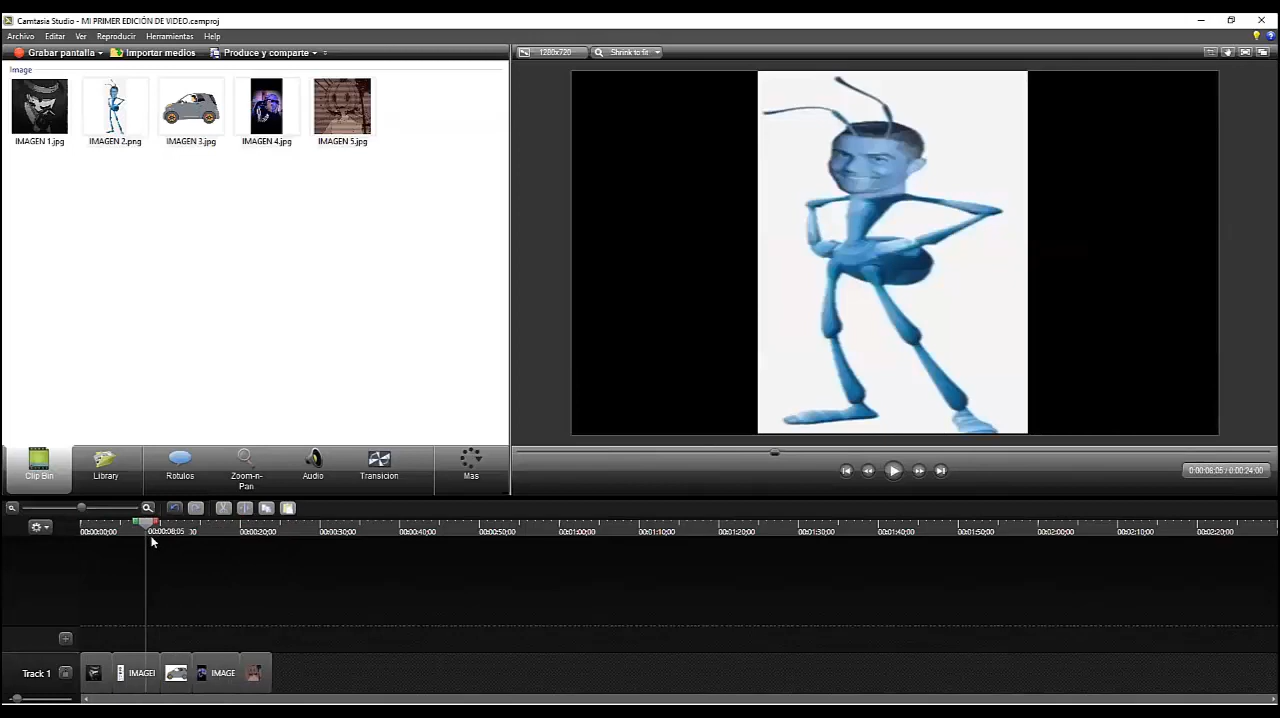 Camtasia Studio - MI PRIMER EDICIÓN DE VIDEO.camproj
Archivo Editar Ver Reproducir Herramientas Help
Grabar pantalla Importar medios Produce y comparte
1280x720 Shrink to fit
Image
IMAGEN 1.jpg IMAGEN 2.png IMAGEN 3.jpg IMAGEN 4.jpg IMAGEN 5.jpg
Clip Bin Library Rotulos Zoom-n-Pan Audio Transicion Mas
0:00:08;05 / 0:00:24;00
00:00:00;00 00:00:08;05 00:00:20;00 00:00:30;00 00:00:40;00 00:00:50;00 00:01:00;00 00:01:10;00 00:01:20;00 00:01:30;00 00:01:40;00 00:01:50;00 00:02:00;00 00:02:10;00 00:02:20;00
Track 1 IMAGEI IMAGE